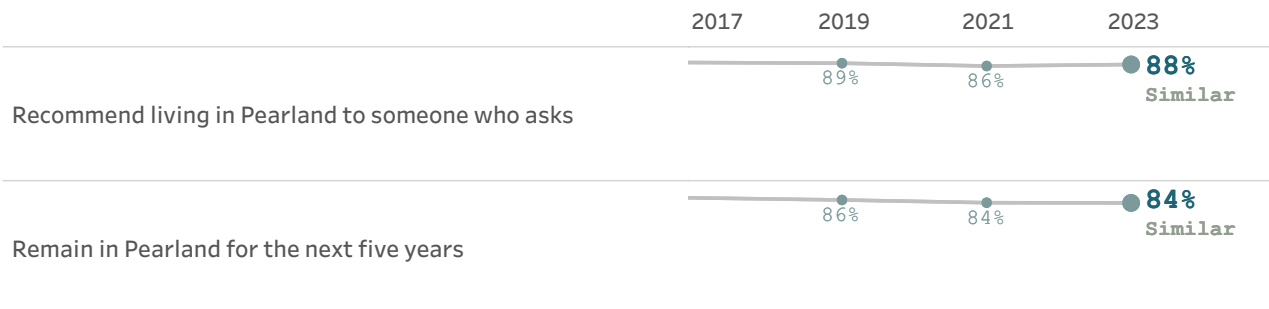 2017 2019 2021 2023
89% 86% 88%
Similar
Recommend living in Pearland to someone who asks
86% 84% 84%
Similar
Remain in Pearland for the next five years